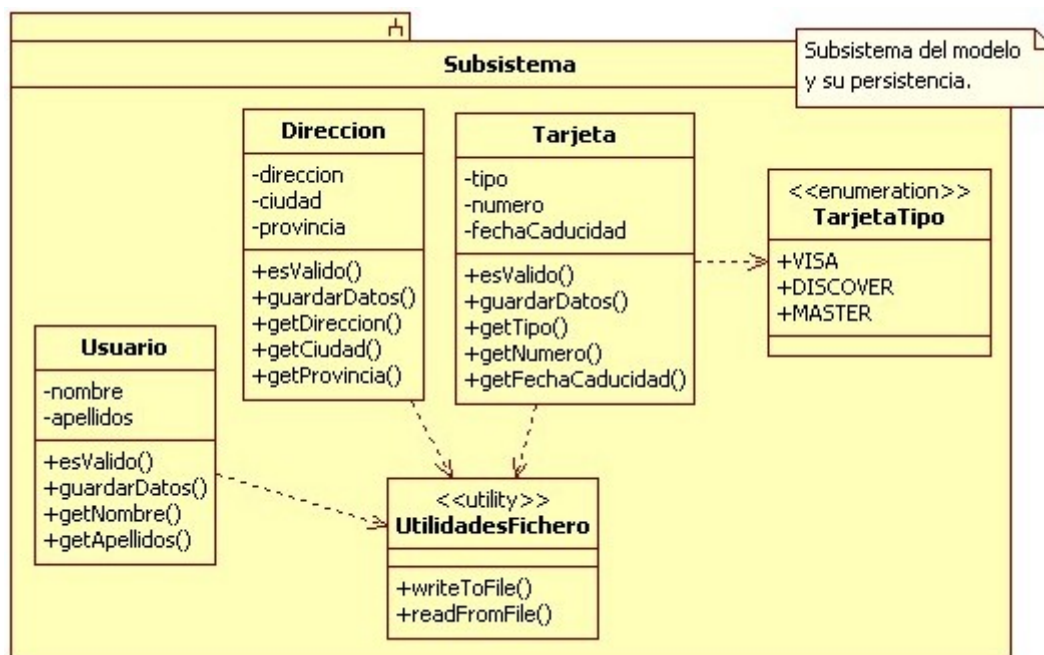 Subsistema
Subsistema del modelo
y su persistencia.
Direccion
-direccion
-ciudad
-provincia
+esValido()
+guardarDatos()
+getDireccion()
+getCiudad()
+getProvincia()
Tarjeta
-tipo
-numero
-fechaCaducidad
+esValido()
+guardarDatos()
+getTipo()
+getNumero()
+getFechaCaducidad()
<<enumeration>>
TarjetaTipo
+VISA
+DISCOVER
+MASTER
Usuario
-nombre
-apellidos
+esValido()
+guardarDatos()
+getNombre()
+getApellidos()
<<utility>>
UtilidadesFichero
+writeToFile()
+readFromFile()